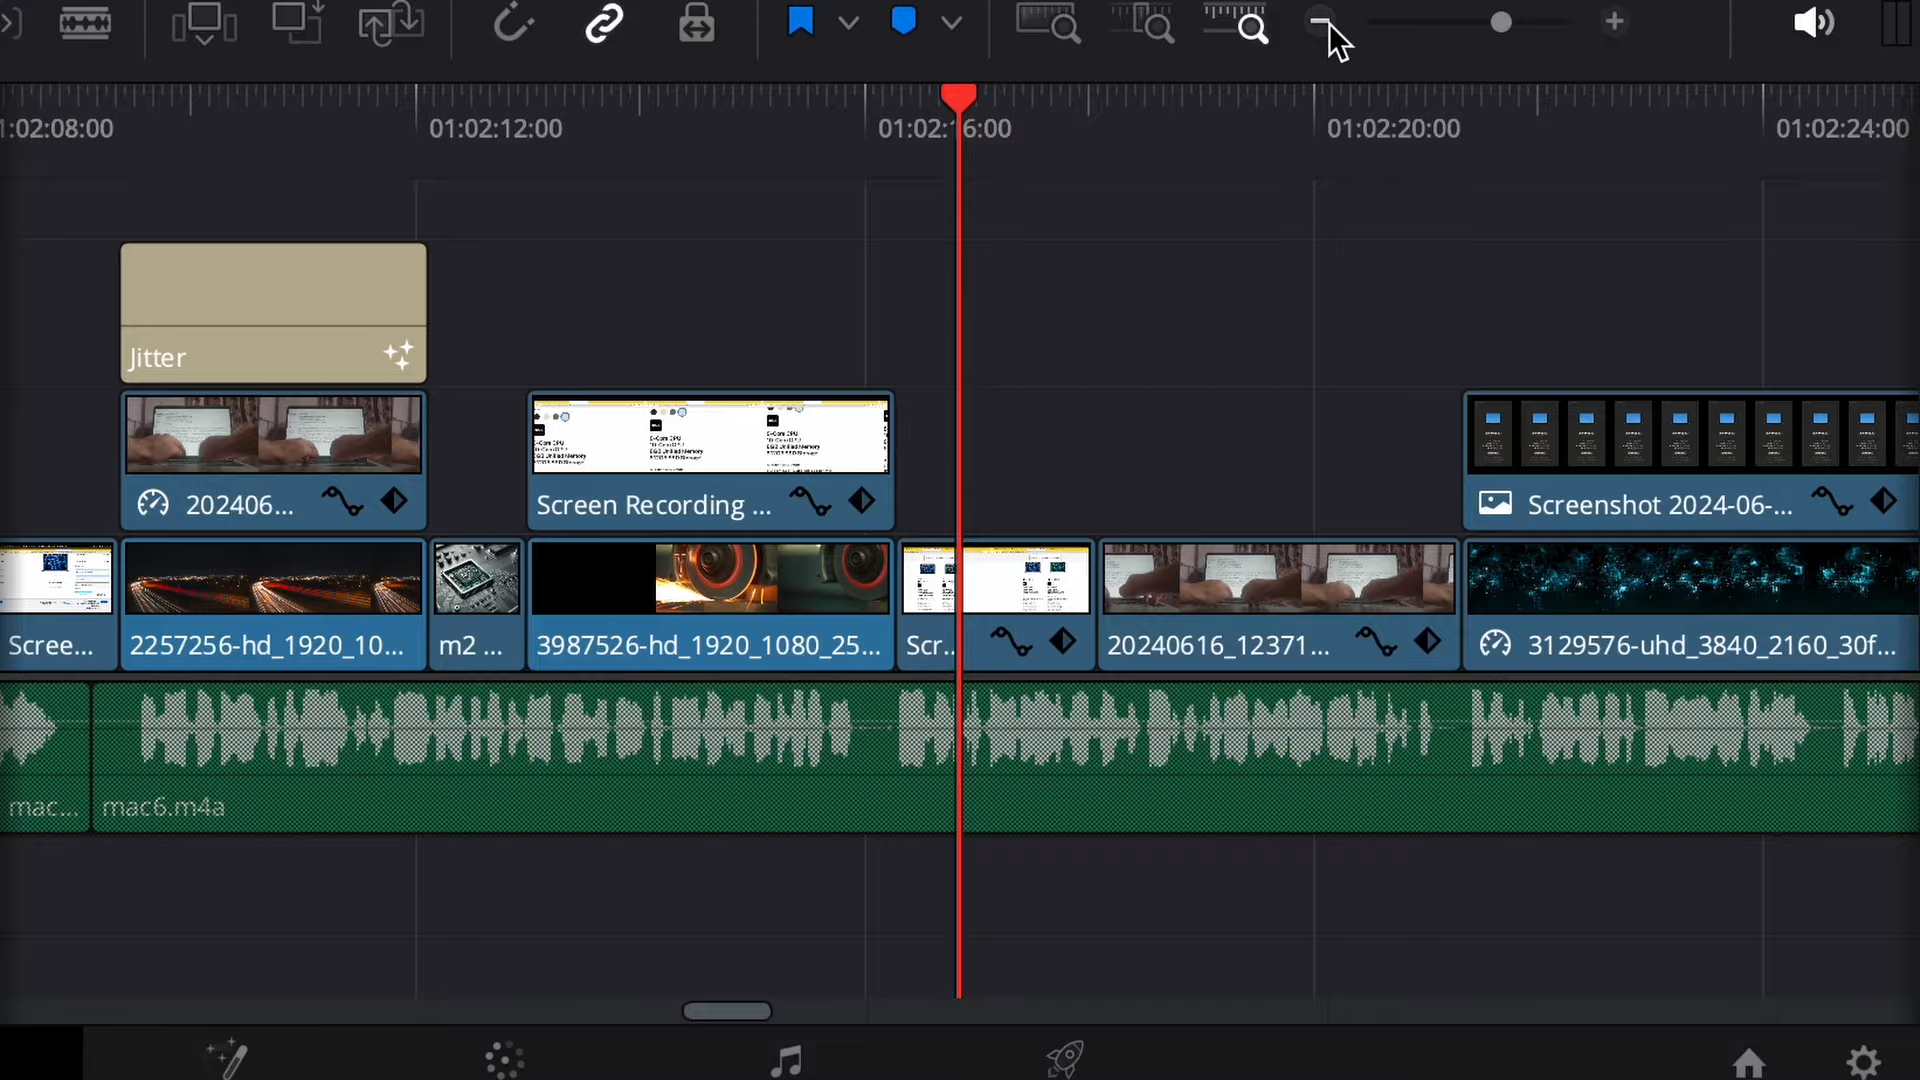 1:02:08:00
01:02:12:00
01:02:16:00
01:02:20:00
01:02:24:00
Jitter
202406...
Screen Recording ...
Screenshot 2024-06-...
Scree...
2257256-hd_1920_10...
m2 ...
3987526-hd_1920_1080_25...
Scr...
20240616_12371...
3129576-uhd_3840_2160_30f...
mac...
mac6.m4a